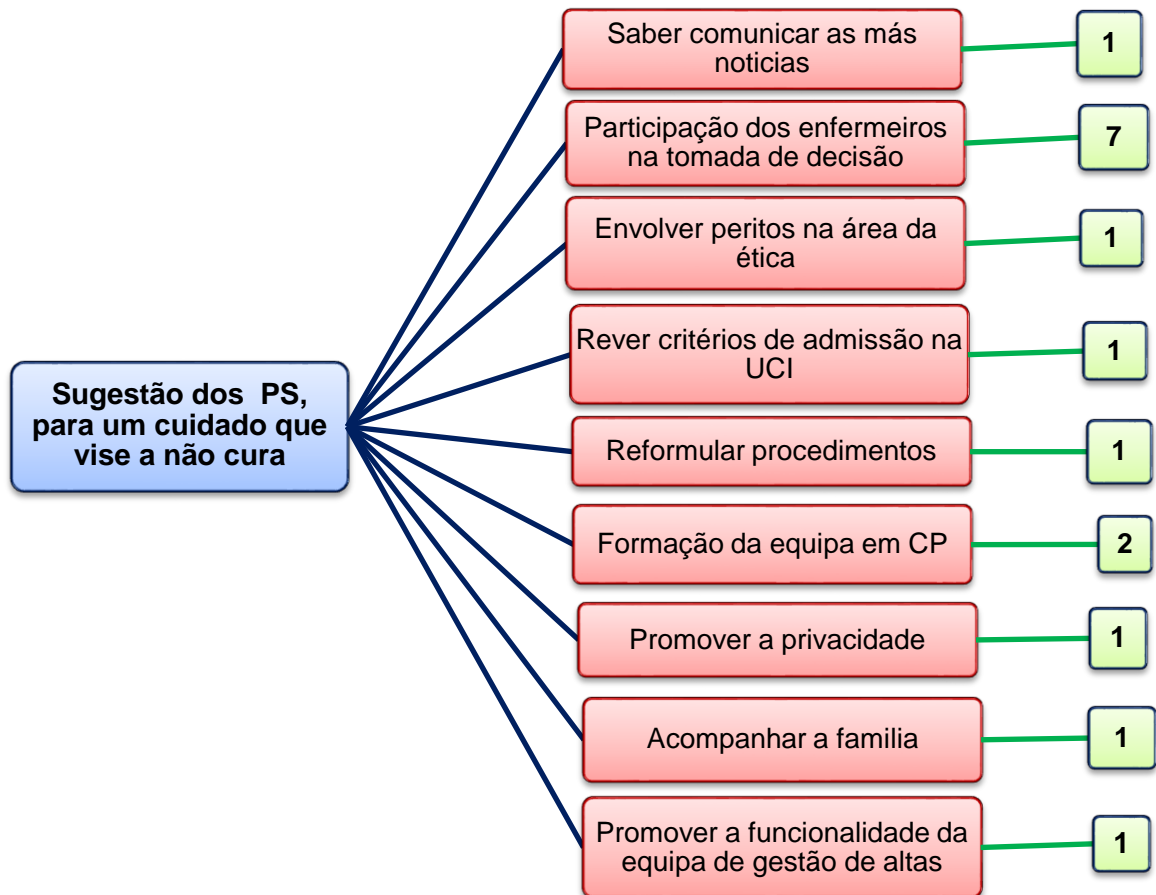 Saber comunicar as más
noticias
1
Participação dos enfermeiros
na tomada de decisão
7
Envolver peritos na área da
ética
1
Rever critérios de admissão na
UCI
1
Sugestão dos PS,
para um cuidado que
vise a não cura
Reformular procedimentos
1
Formação da equipa em CP
2
Promover a privacidade
1
Acompanhar a familia
1
Promover a funcionalidade da
equipa de gestão de altas
1